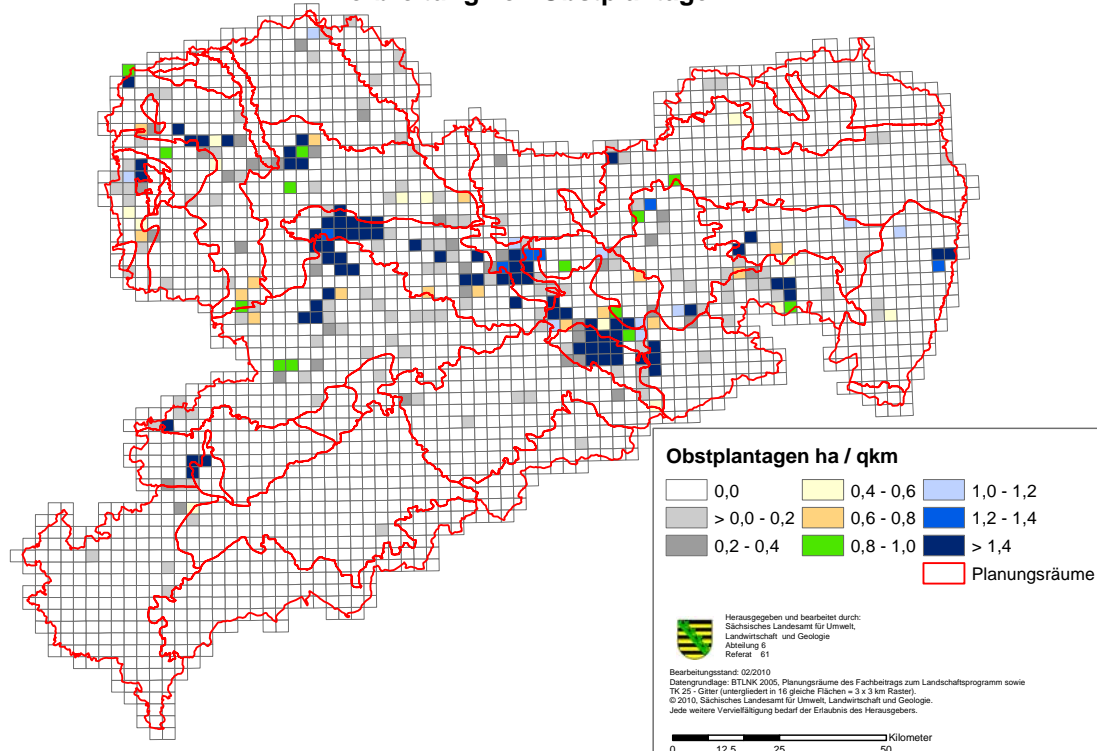 Obstplantagen ha / qkm
0,0
> 0,0 - 0,2
0,2 - 0,4
0,4 - 0,6
0,6 - 0,8
0,8 - 1,0
1,0 - 1,2
1,2 - 1,4
> 1,4
Planungsräume
Herausgegeben und bearbeitet durch:
Sächsisches Landesamt für Umwelt,
Landwirtschaft und Geologie
Abteilung 6
Referat 61
Bearbeitungsstand: 02/2010
Datengrundlage: BTLNK 2005, Planungsräume des Fachbeitrags zum Landschaftsprogramm sowie
TK 25 - Gitter (untergliedert in 16 gleiche Flächen = 3 x 3 km Raster).
© 2010, Sächsisches Landesamt für Umwelt, Landwirtschaft und Geologie.
Jede weitere Vervielfältigung bedarf der Erlaubnis des Herausgebers.
Kilometer
0 12,5 25 50